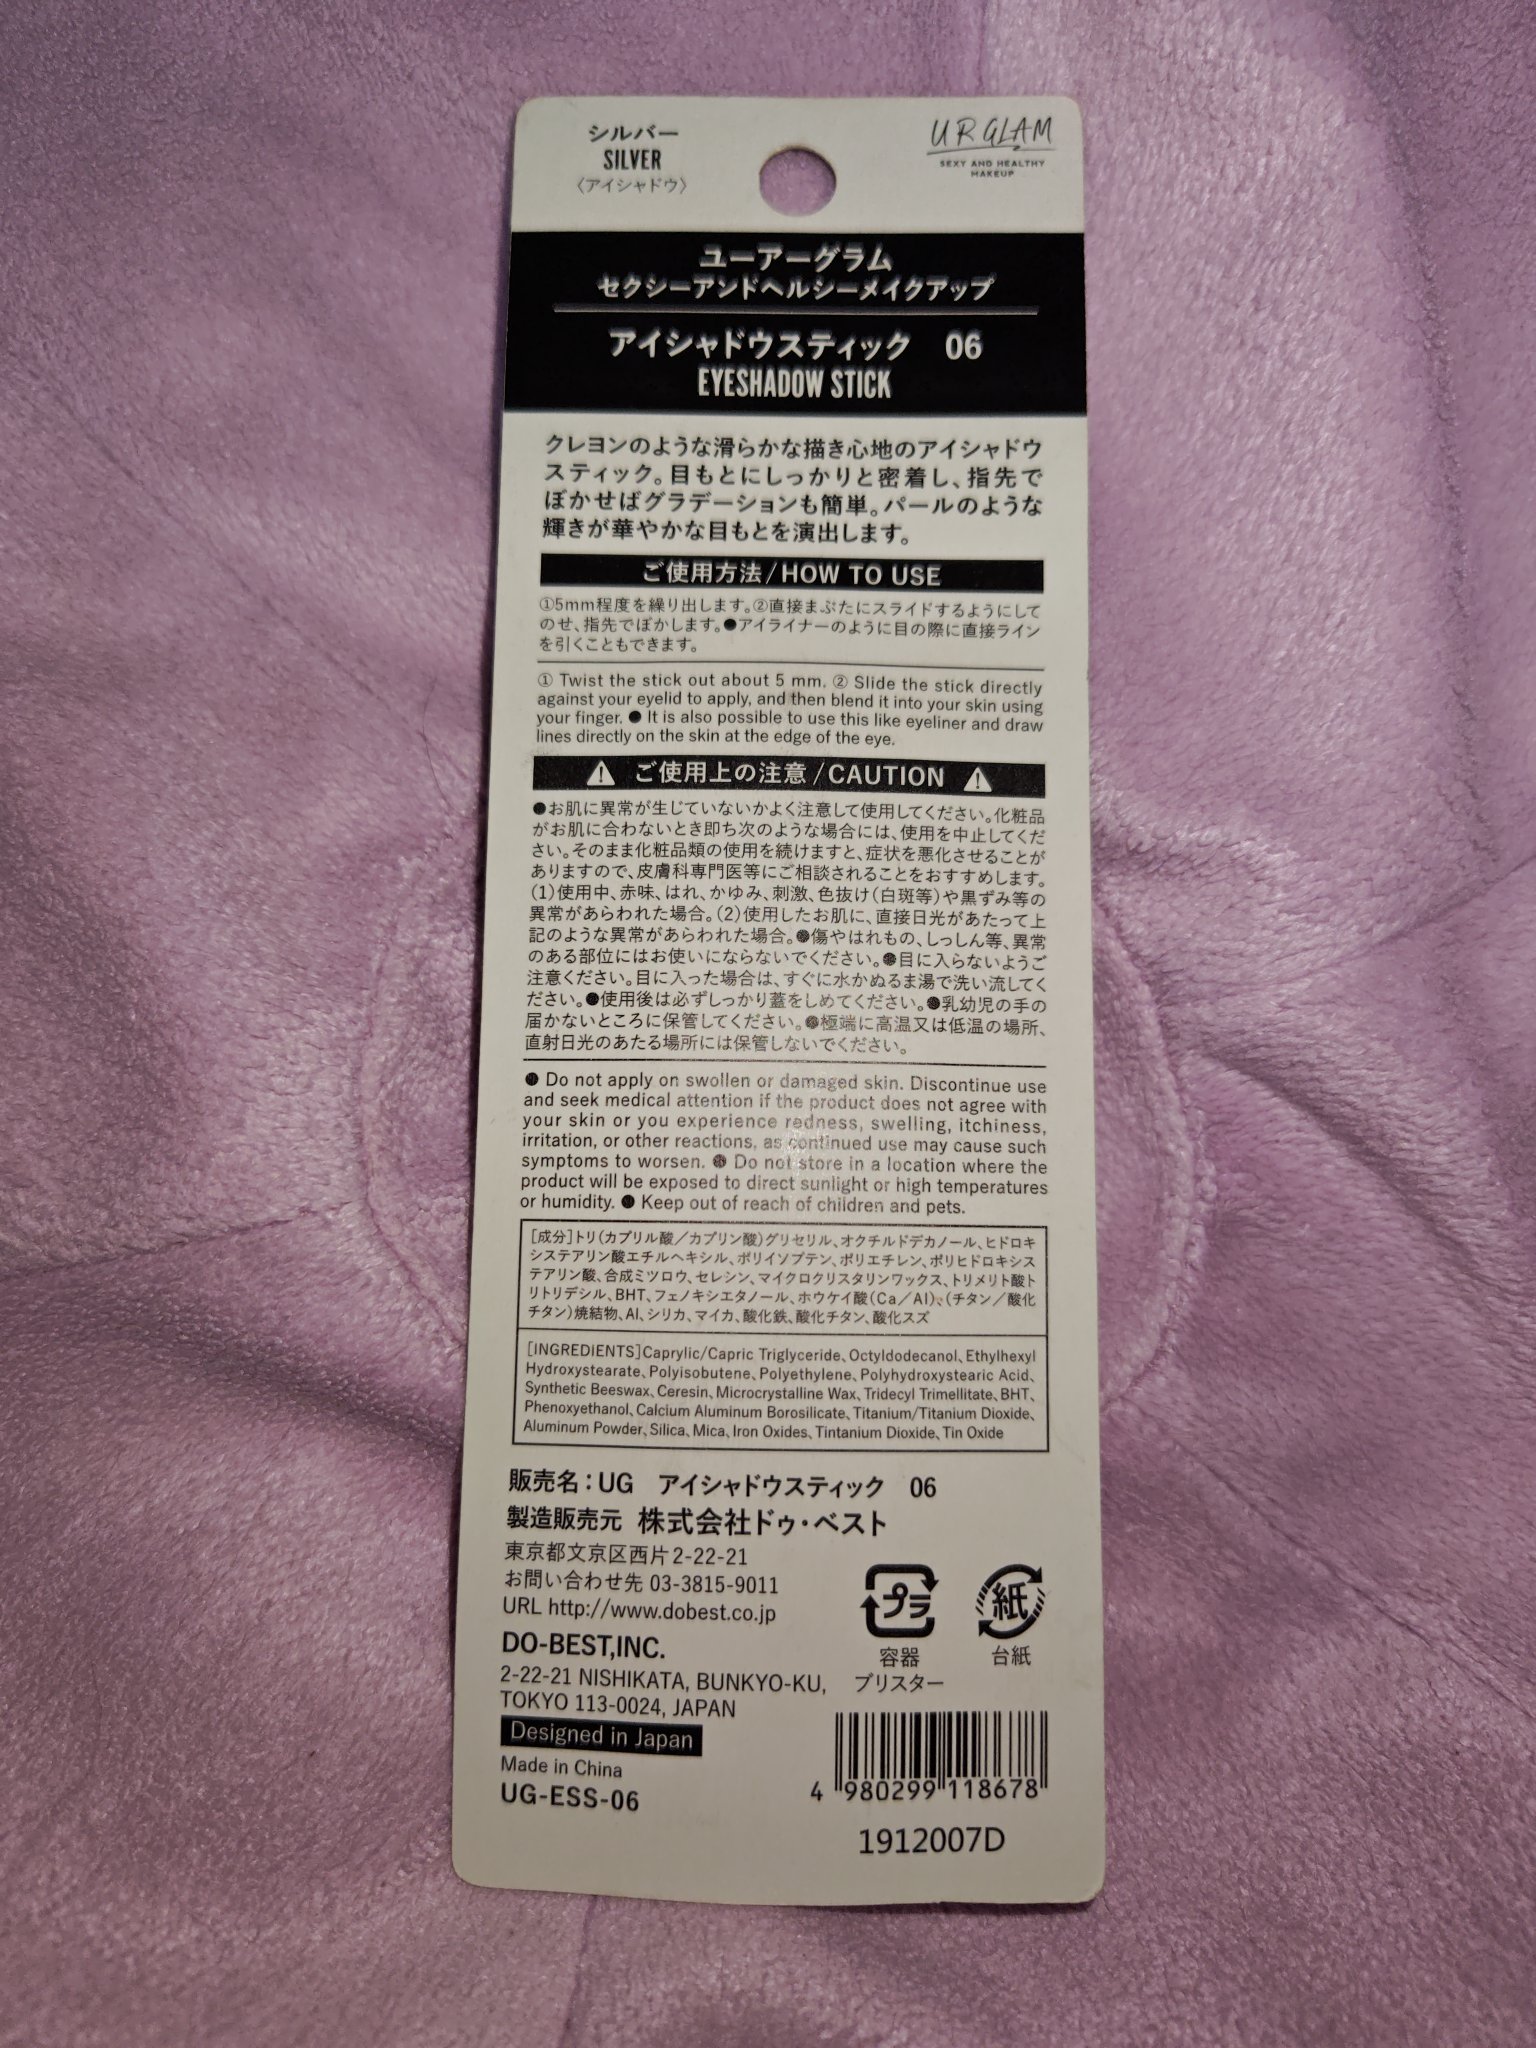 シルバー
SILVER
〈アイシャドウ〉
UR GLAM
SEXY AND HEALTHY
MAKEUP
ユーアーグラム
セクシーアンドヘルシーメイクアップ
アイシャドウスティック 06
EYESHADOW STICK
クレヨンのような滑らかな描き心地のアイシャドウ
スティック。目もとにしっかりと密着し、指先で
ぼかせばグラデーションも簡単。パールのような
輝きが華やかな目もとを演出します。
ご使用方法/HOW TO USE
①5mm程度を繰り出します。②直接まぶたにスライドするようにして
のせ、指先でぼかします。●アイライナーのように目の際に直接ライン
を引くこともできます。
① Twist the stick out about 5 mm. ② Slide the stick directly
against your eyelid to apply, and then blend it into your skin using
your finger. ● It is also possible to use this like eyeliner and draw
lines directly on the skin at the edge of the eye.
ご使用上の注意/CAUTION
●お肌に異常が生じていないかよく注意して使用してください。化粧品
がお肌に合わないとき即ち次のような場合には、使用を中止してくだ
さい。そのまま化粧品類の使用を続けますと、症状を悪化させることが
ありますので、皮膚科専門医等にご相談されることをおすすめします。
(1)使用中、赤味、はれ、かゆみ、刺激、色抜け(白斑等)や黒ずみ等の
異常があらわれた場合。(2)使用したお肌に、直接日光があたって上
記のような異常があらわれた場合。●傷やはれもの、しっしん等、異常
のある部位にはお使いにならないでください。●目に入らないようご
注意ください。目に入った場合は、すぐに水かぬるま湯で洗い流してく
ださい。●使用後は必ずしっかり蓋をしめてください。●乳幼児の手の
届かないところに保管してください。●極端に高温又は低温の場所、
直射日光のあたる場所には保管しないでください。
● Do not apply on swollen or damaged skin. Discontinue use
and seek medical attention if the product does not agree with
your skin or you experience redness, swelling, itchiness,
irritation, or other reactions, as continued use may cause such
symptoms to worsen. ● Do not store in a location where the
product will be exposed to direct sunlight or high temperatures
or humidity. ● Keep out of reach of children and pets.
[成分]トリ(カプリル酸／カプリン酸)グリセリル、オクチルドデカノール、ヒドロキ
システアリン酸エチルヘキシル、ポリイソブテン、ポリエチレン、ポリヒドロキシス
テアリン酸、合成ミツロウ、セレシン、マイクロクリスタリンワックス、トリメリト酸ト
リトリデシル、BHT、フェノキシエタノール、ホウケイ酸(Ca／Al)、(チタン／酸化
チタン)焼結物、Al、シリカ、マイカ、酸化鉄、酸化チタン、酸化スズ
[INGREDIENTS]Caprylic/Capric Triglyceride、Octyldodecanol、Ethylhexyl
Hydroxystearate、Polyisobutene、Polyethylene、Polyhydroxystearic Acid、
Synthetic Beeswax、Ceresin、Microcrystalline Wax、Tridecyl Trimellitate、BHT、
Phenoxyethanol、Calcium Aluminum Borosilicate、Titanium/Titanium Dioxide、
Aluminum Powder、Silica、Mica、Iron Oxides、Tintanium Dioxide、Tin Oxide
販売名：UG アイシャドウスティック 06
製造販売元 株式会社ドゥ・ベスト
東京都文京区西片2-22-21
お問い合わせ先 03-3815-9011
URL http://www.dobest.co.jp
DO-BEST,INC.
2-22-21 NISHIKATA, BUNKYO-KU,
TOKYO 113-0024, JAPAN
Designed in Japan
Made in China
UG-ESS-06
プラ
容器
ブリスター
紙
台紙
4 980299 118678
1912007D